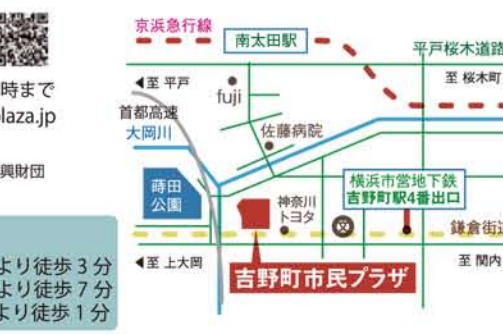 時まで
laza.jp
興財団
より徒歩3分
より徒歩7分
より徒歩1分
京浜急行線
南太田駅
平戸桜木道路
◀至 平戸
fuji
至 桜木町
首都高速
大岡川
佐藤病院
蒔田
公園
神奈川
トヨタ
横浜市営地下鉄
吉野町駅4番出口
鎌倉街道
◀至 上大岡
吉野町市民プラザ
至 関内